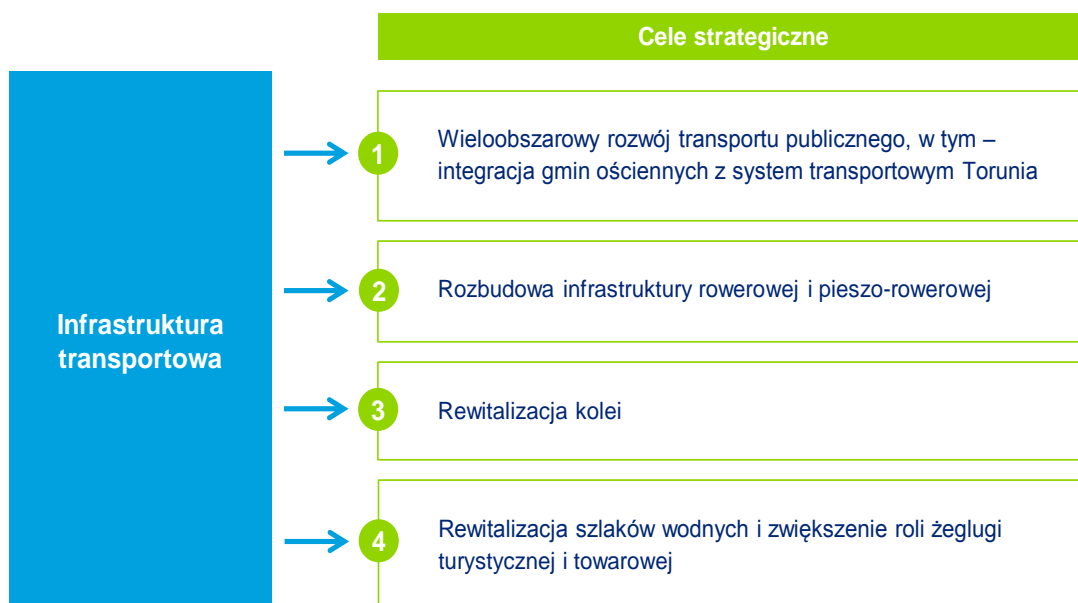 Cele strategiczne
Infrastruktura
transportowa
1
Wieloobszarowy rozwój transportu publicznego, w tym –
integracja gmin ościennych z system transportowym Torunia
2
Rozbudowa infrastruktury rowerowej i pieszo-rowerowej
3
Rewitalizacja kolei
4
Rewitalizacja szlaków wodnych i zwiększenie roli żeglugi
turystycznej i towarowej